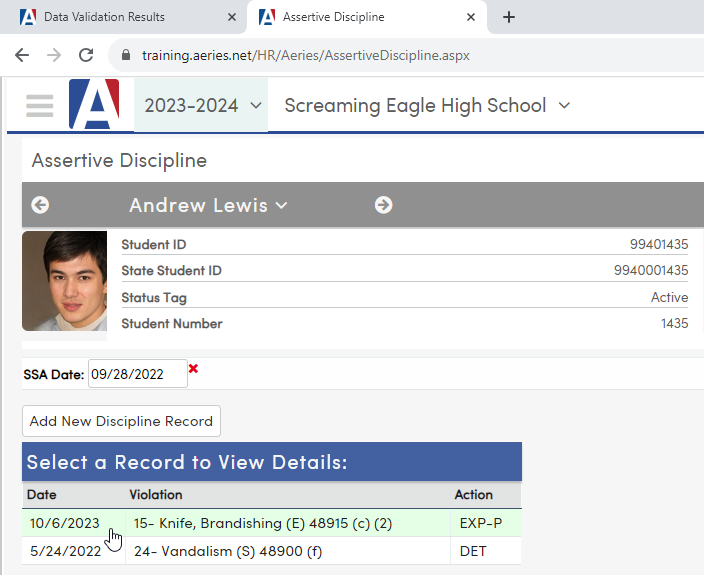 Data Validation Results
Assertive Discipline
training.aeries.net/HR/Aeries/AssertiveDiscipline.aspx
2023-2024 Screaming Eagle High School
Assertive Discipline
Andrew Lewis
Student ID 99401435
State Student ID 9940001435
Status Tag Active
Student Number 1435
SSA Date: 09/28/2022
Add New Discipline Record
Select a Record to View Details:
Date Violation Action
10/6/2023 15- Knife, Brandishing (E) 48915 (c) (2) EXP-P
5/24/2022 24- Vandalism (S) 48900 (f) DET